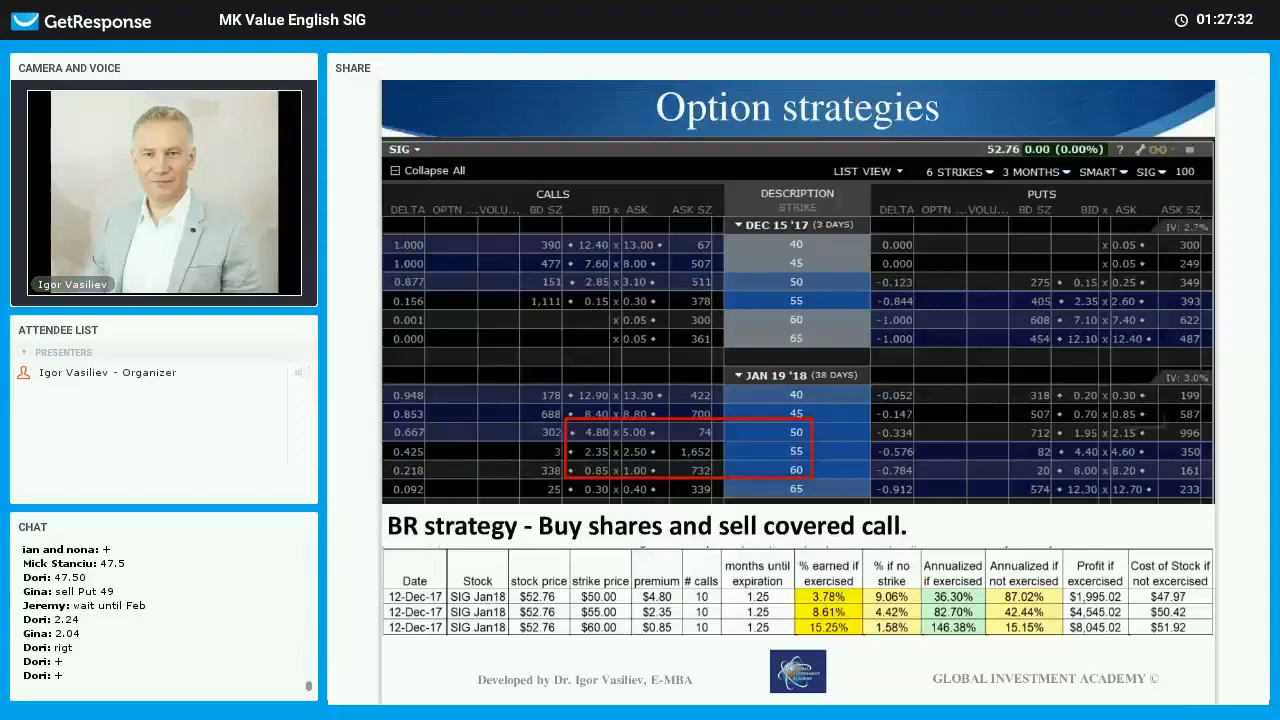 GetResponse
MK Value English SIG
01:27:32
CAMERA AND VOICE
Igor Vasiliev
ATTENDEE LIST
PRESENTERS
Igor Vasiliev - Organizer
CHAT
ian and nona: +
Mick Stanciu: 47.5
Dori: 47.50
Gina: sell Put 49
Jeremy: wait until Feb
Dori: 2.24
Gina: 2.04
Dori: rigt
Dori: +
Dori: +
SHARE
Option strategies
SIG 52.76 0.00 (0.00%) ?
Collapse All LIST VIEW 6 STRIKES 3 MONTHS SMART SIG 100
CALLS DESCRIPTION PUTS
DELTA OPTN ... VOLU... BD SZ BID x ASK ASK SZ STRIKE DELTA OPTN ... VOLU... BD SZ BID x ASK ASK SZ
DEC 15 '17 (3 DAYS) IV: 2.7%
1.000 390 12.40 x 13.00 67 40 0.000 x 0.05 300
1.000 477 7.60 x 8.00 507 45 0.000 x 0.05 249
0.877 151 2.85 x 3.10 511 50 -0.123 275 0.15 x 0.25 349
0.156 1,111 0.15 x 0.30 378 55 -0.844 405 2.35 x 2.60 393
0.001 x 0.05 300 60 -1.000 608 7.10 x 7.40 622
0.000 x 0.05 361 65 -1.000 454 12.10 x 12.40 487
JAN 19 '18 (38 DAYS) IV: 3.0%
0.948 178 12.90 x 13.30 422 40 -0.052 318 0.20 x 0.30 199
0.853 688 8.40 x 8.80 700 45 -0.147 507 0.70 x 0.85 587
0.667 302 4.80 x 5.00 74 50 -0.334 712 1.95 x 2.15 996
0.425 3 2.35 x 2.50 1,652 55 -0.576 82 4.40 x 4.60 350
0.218 338 0.85 x 1.00 732 60 -0.784 20 8.00 x 8.20 161
0.092 25 0.30 x 0.40 339 65 -0.912 574 12.30 x 12.70 233
BR strategy - Buy shares and sell covered call.
Date Stock stock price strike price premium # calls months until expiration % earned if exercised % if no strike Annualized if exercised Annualized if not exercised Profit if excercised Cost of Stock if not excercised
12-Dec-17 SIG Jan18 $52.76 $50.00 $4.80 10 1.25 3.78% 9.06% 36.30% 87.02% $1,995.02 $47.97
12-Dec-17 SIG Jan18 $52.76 $55.00 $2.35 10 1.25 8.61% 4.42% 82.70% 42.44% $4,545.02 $50.42
12-Dec-17 SIG Jan18 $52.76 $60.00 $0.85 10 1.25 15.25% 1.58% 146.38% 15.15% $8,045.02 $51.92
Developed by Dr. Igor Vasiliev, E-MBA
GLOBAL INVESTMENT ACADEMY ©